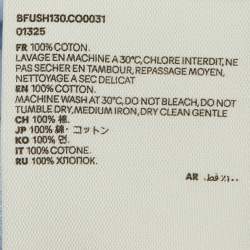 BFUSH130.CO0031
01325
FR 100% COTON.
LAVAGE EN MACHINE A 30°C, CHLORE INTERDIT, NE
PAS SECHER EN TAMBOUR, REPASSAGE MOYEN,
NETTOYAGE A SEC DELICAT
EN 100% COTTON.
MACHINE WASH AT 30°C, DO NOT BLEACH, DO NOT
TUMBLE DRY, MEDIUM IRON, DRY CLEAN GENTLE
CH 100% 棉.
JP 100% 綿・コットン
KO 100% 면.
IT 100% COTONE.
RU 100% ХЛОПОК.
AR ١٠٠٪ قطن.